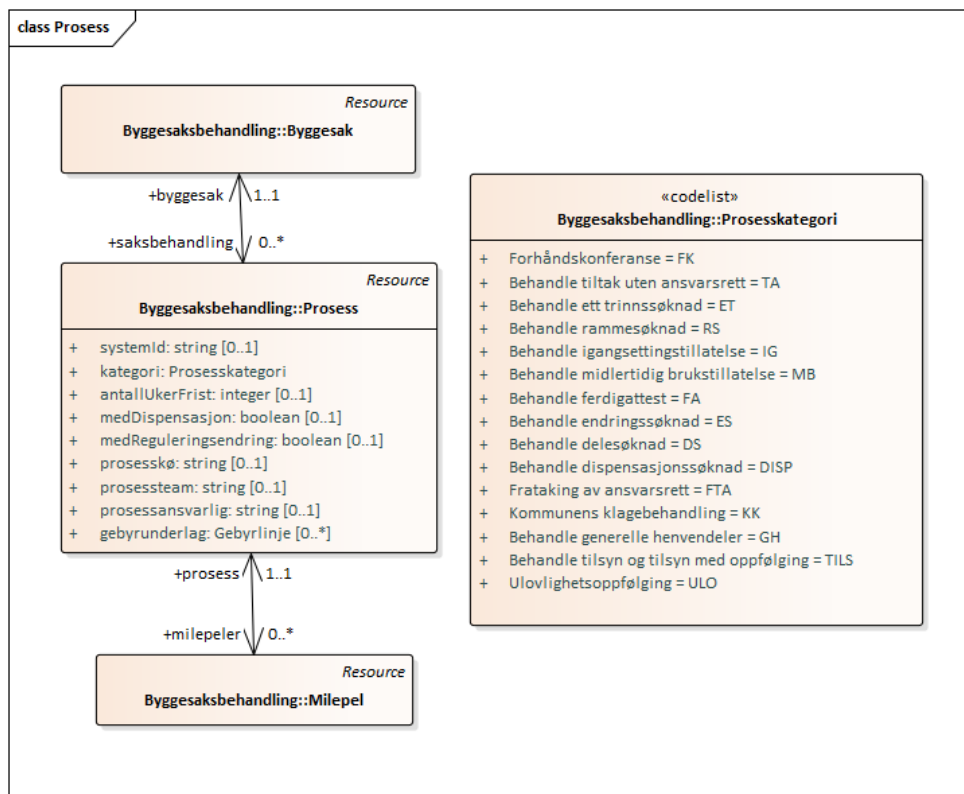 class Prosess
Resource
Byggesaksbehandling::Byggesak
+byggesak 1..1
+saksbehandling 0..*
Resource
Byggesaksbehandling::Prosess
+ systemId: string [0..1]
+ kategori: Prosesskategori
+ antallUkerFrist: integer [0..1]
+ medDispensasjon: boolean [0..1]
+ medReguleringsendring: boolean [0..1]
+ prosesskø: string [0..1]
+ prosessteam: string [0..1]
+ prosessansvarlig: string [0..1]
+ gebyrunderlag: Gebyrlinje [0..*]
+prosess 1..1
+milepeler 0..*
Resource
Byggesaksbehandling::Milepel
«codelist»
Byggesaksbehandling::Prosesskategori
+ Forhåndskonferanse = FK
+ Behandle tiltak uten ansvarsrett = TA
+ Behandle ett trinnssøknad = ET
+ Behandle rammesøknad = RS
+ Behandle igangsettingstillatelse = IG
+ Behandle midlertidig brukstillatelse = MB
+ Behandle ferdigattest = FA
+ Behandle endringssøknad = ES
+ Behandle delesøknad = DS
+ Behandle dispensasjonssøknad = DISP
+ Frataking av ansvarsrett = FTA
+ Kommunens klagebehandling = KK
+ Behandle generelle henvendeler = GH
+ Behandle tilsyn og tilsyn med oppfølging = TILS
+ Ulovlighetsoppfølging = ULO